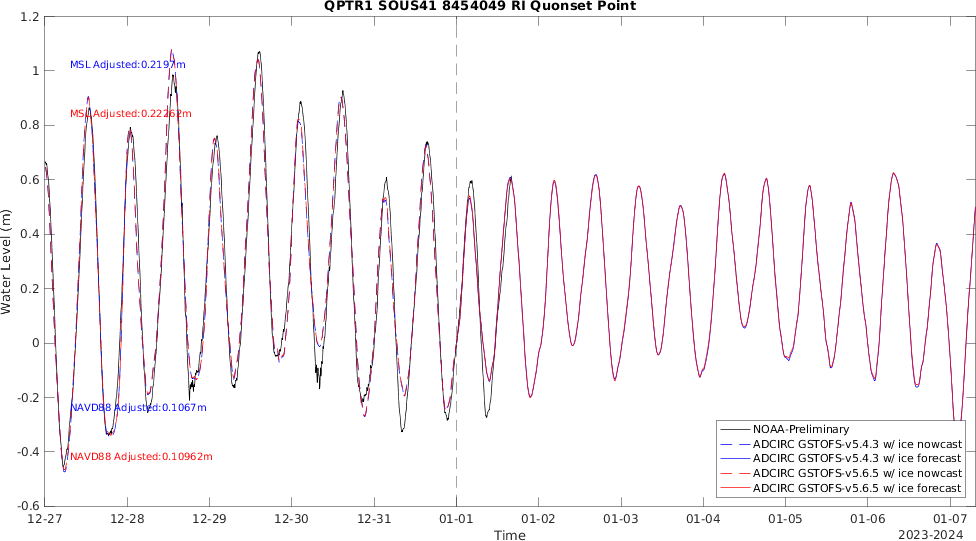 QPTR1 SOUS41 8454049 RI Quonset Point
1.2
1
0.8
0.6
0.4
0.2
0
-0.2
-0.4
-0.6
Water Level (m)
MSL Adjusted:0.2197m
MSL Adjusted:0.22262m
NAVD88 Adjusted:0.1067m
NAVD88 Adjusted:0.10962m
NOAA-Preliminary
ADCIRC GSTOFS-v5.4.3 w/ ice nowcast
ADCIRC GSTOFS-v5.4.3 w/ ice forecast
ADCIRC GSTOFS-v5.6.5 w/ ice nowcast
ADCIRC GSTOFS-v5.6.5 w/ ice forecast
12-27 12-28 12-29 12-30 12-31 01-01 01-02 01-03 01-04 01-05 01-06 01-07
Time
2023-2024